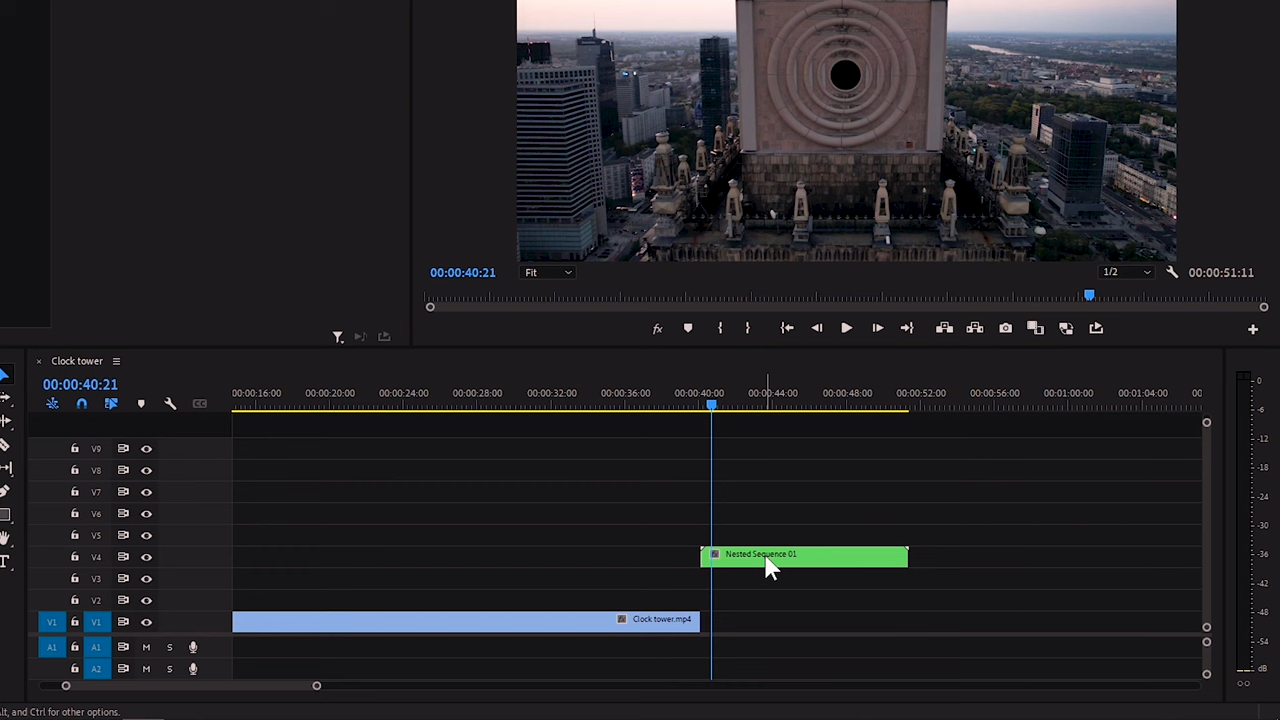 00:00:40:21
Fit
1/2
00:00:51:11
fx
Clock tower
00:00:40:21
CC
00:00:16:00 00:00:20:00 00:00:24:00 00:00:28:00 00:00:32:00 00:00:36:00 00:00:40:00 00:00:44:00 00:00:48:00 00:00:52:00 00:00:56:00 00:01:00:00 00:01:04:00 00
V9
V8
V7
V6
V5
V4 Nested Sequence 01
V3
V2
V1 V1 Clock tower.mp4
A1 A1 M S
A2 M S
0
-6
-12
-18
-24
-30
-36
-42
-48
-54
dB
Alt, and Ctrl for other options.